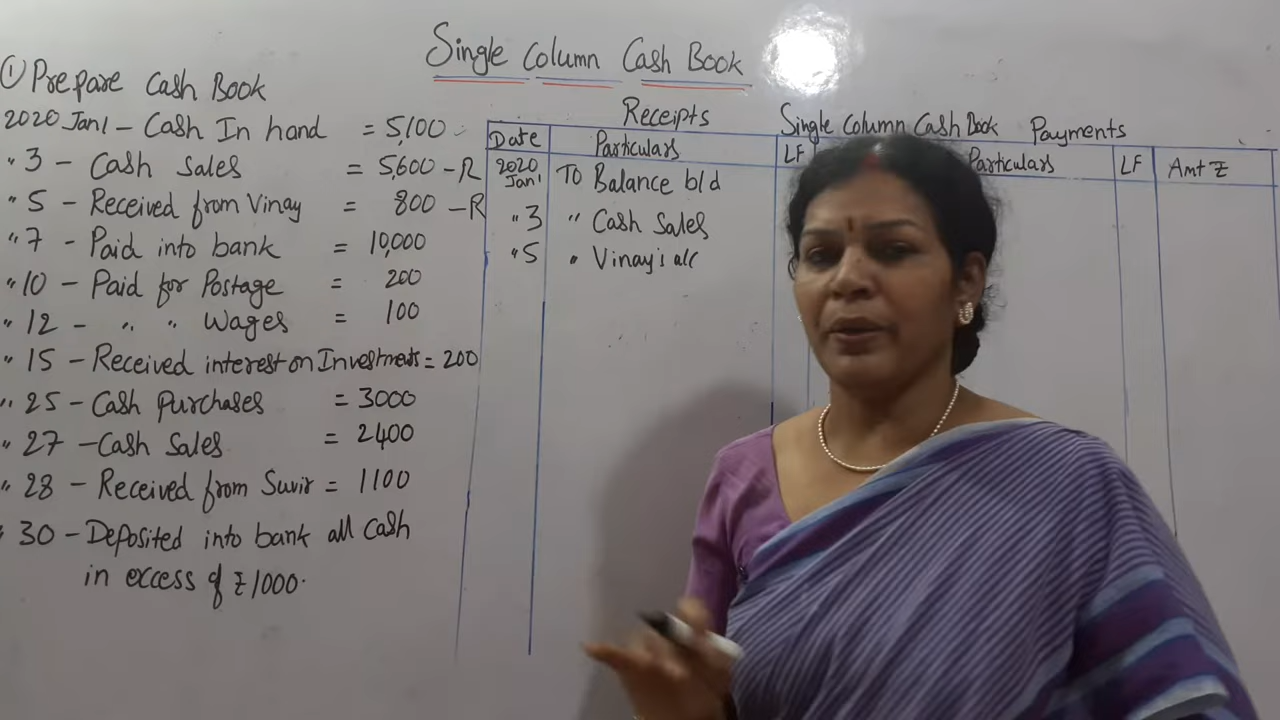 Single Column Cash Book
① Prepare Cash Book
2020 Jan 1 – Cash In hand = 5,100
" 3 – Cash Sales = 5,600 – R
" 5 – Received from Vinay = 800 – R
" 7 – Paid into bank = 10,000
" 10 – Paid for Postage = 200
" 12 – " " Wages = 100
" 15 – Received interest on Investments = 200
" 25 – Cash Purchases = 3000
" 27 – Cash Sales = 2400
" 28 – Received from Suvir = 1100
" 30 – Deposited into bank all cash
in excess of ₹1000.
Receipts Single Column Cash Book Payments
Date Particulars LF Particulars LF Amt ₹
2020
Jan 1 To Balance b/d
" 3 " Cash Sales
" 5 " Vinay's a/c